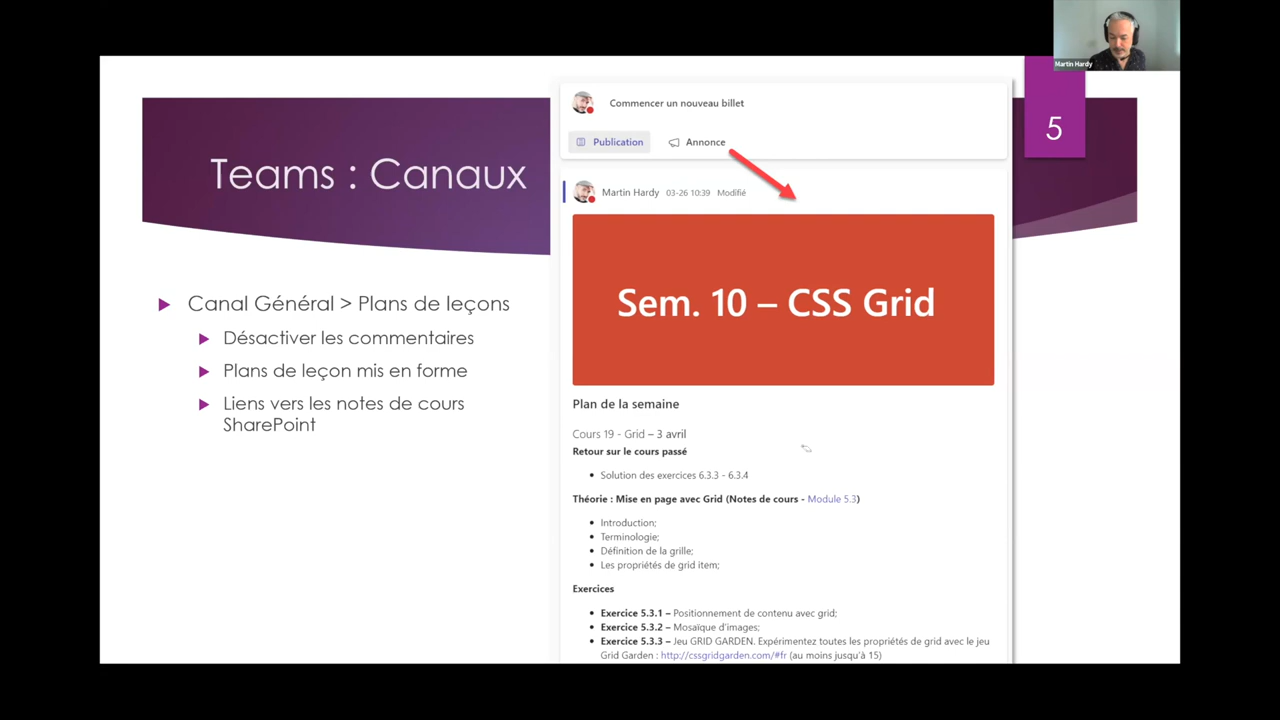 Martin Hardy
5
Teams : Canaux
Canal Général > Plans de leçons
Désactiver les commentaires
Plans de leçon mis en forme
Liens vers les notes de cours
SharePoint
Commencer un nouveau billet
Publication
Annonce
Martin Hardy 03-26 10:39 Modifié
Sem. 10 – CSS Grid
Plan de la semaine
Cours 19 - Grid – 3 avril
Retour sur le cours passé
Solution des exercices 6.3.3 - 6.3.4
Théorie : Mise en page avec Grid (Notes de cours - Module 5.3)
Introduction;
Terminologie;
Définition de la grille;
Les propriétés de grid item;
Exercices
Exercice 5.3.1 – Positionnement de contenu avec grid;
Exercice 5.3.2 – Mosaïque d'images;
Exercice 5.3.3 – Jeu GRID GARDEN. Expérimentez toutes les propriétés de grid avec le jeu
Grid Garden : http://cssgridgarden.com/#fr (au moins jusqu'à 15)